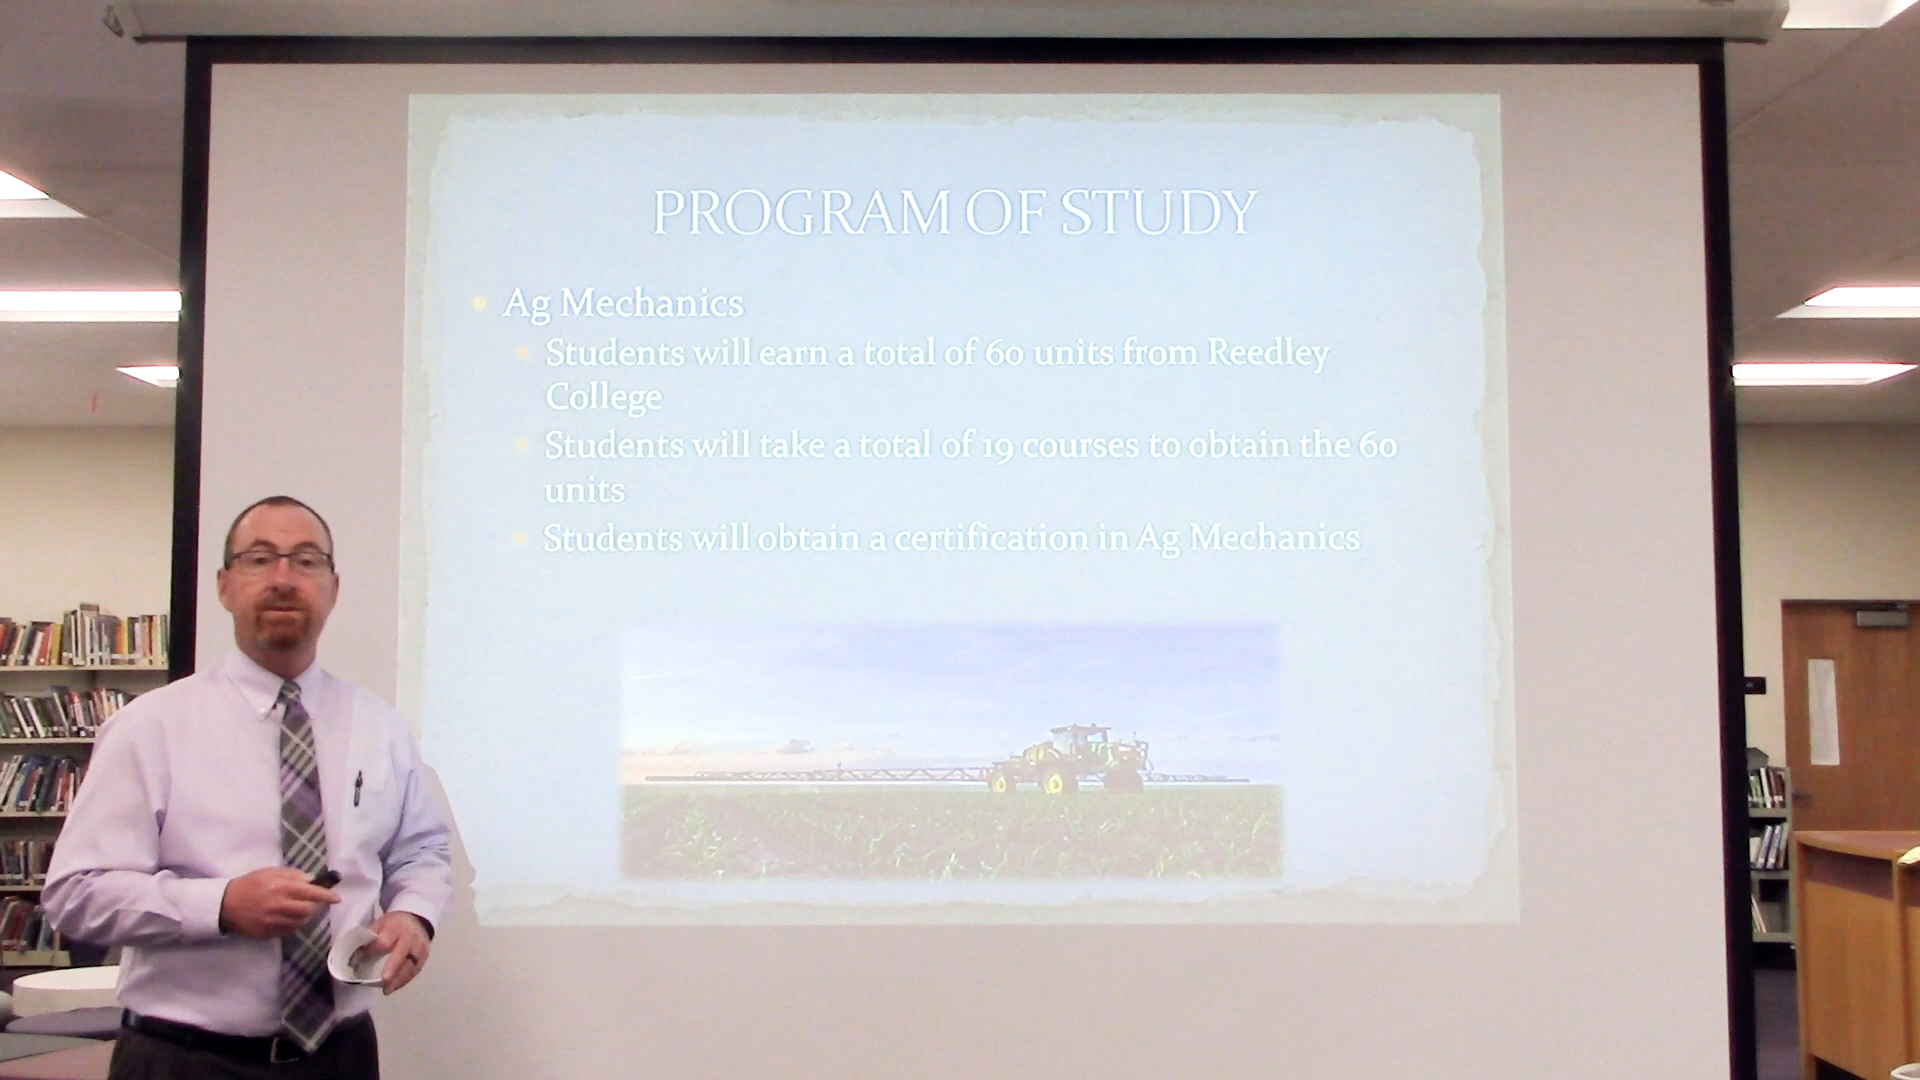 PROGRAM OF STUDY
Ag Mechanics
Students will earn a total of 60 units from Reedley
College
Students will take a total of 19 courses to obtain the 60
units
Students will obtain a certification in Ag Mechanics